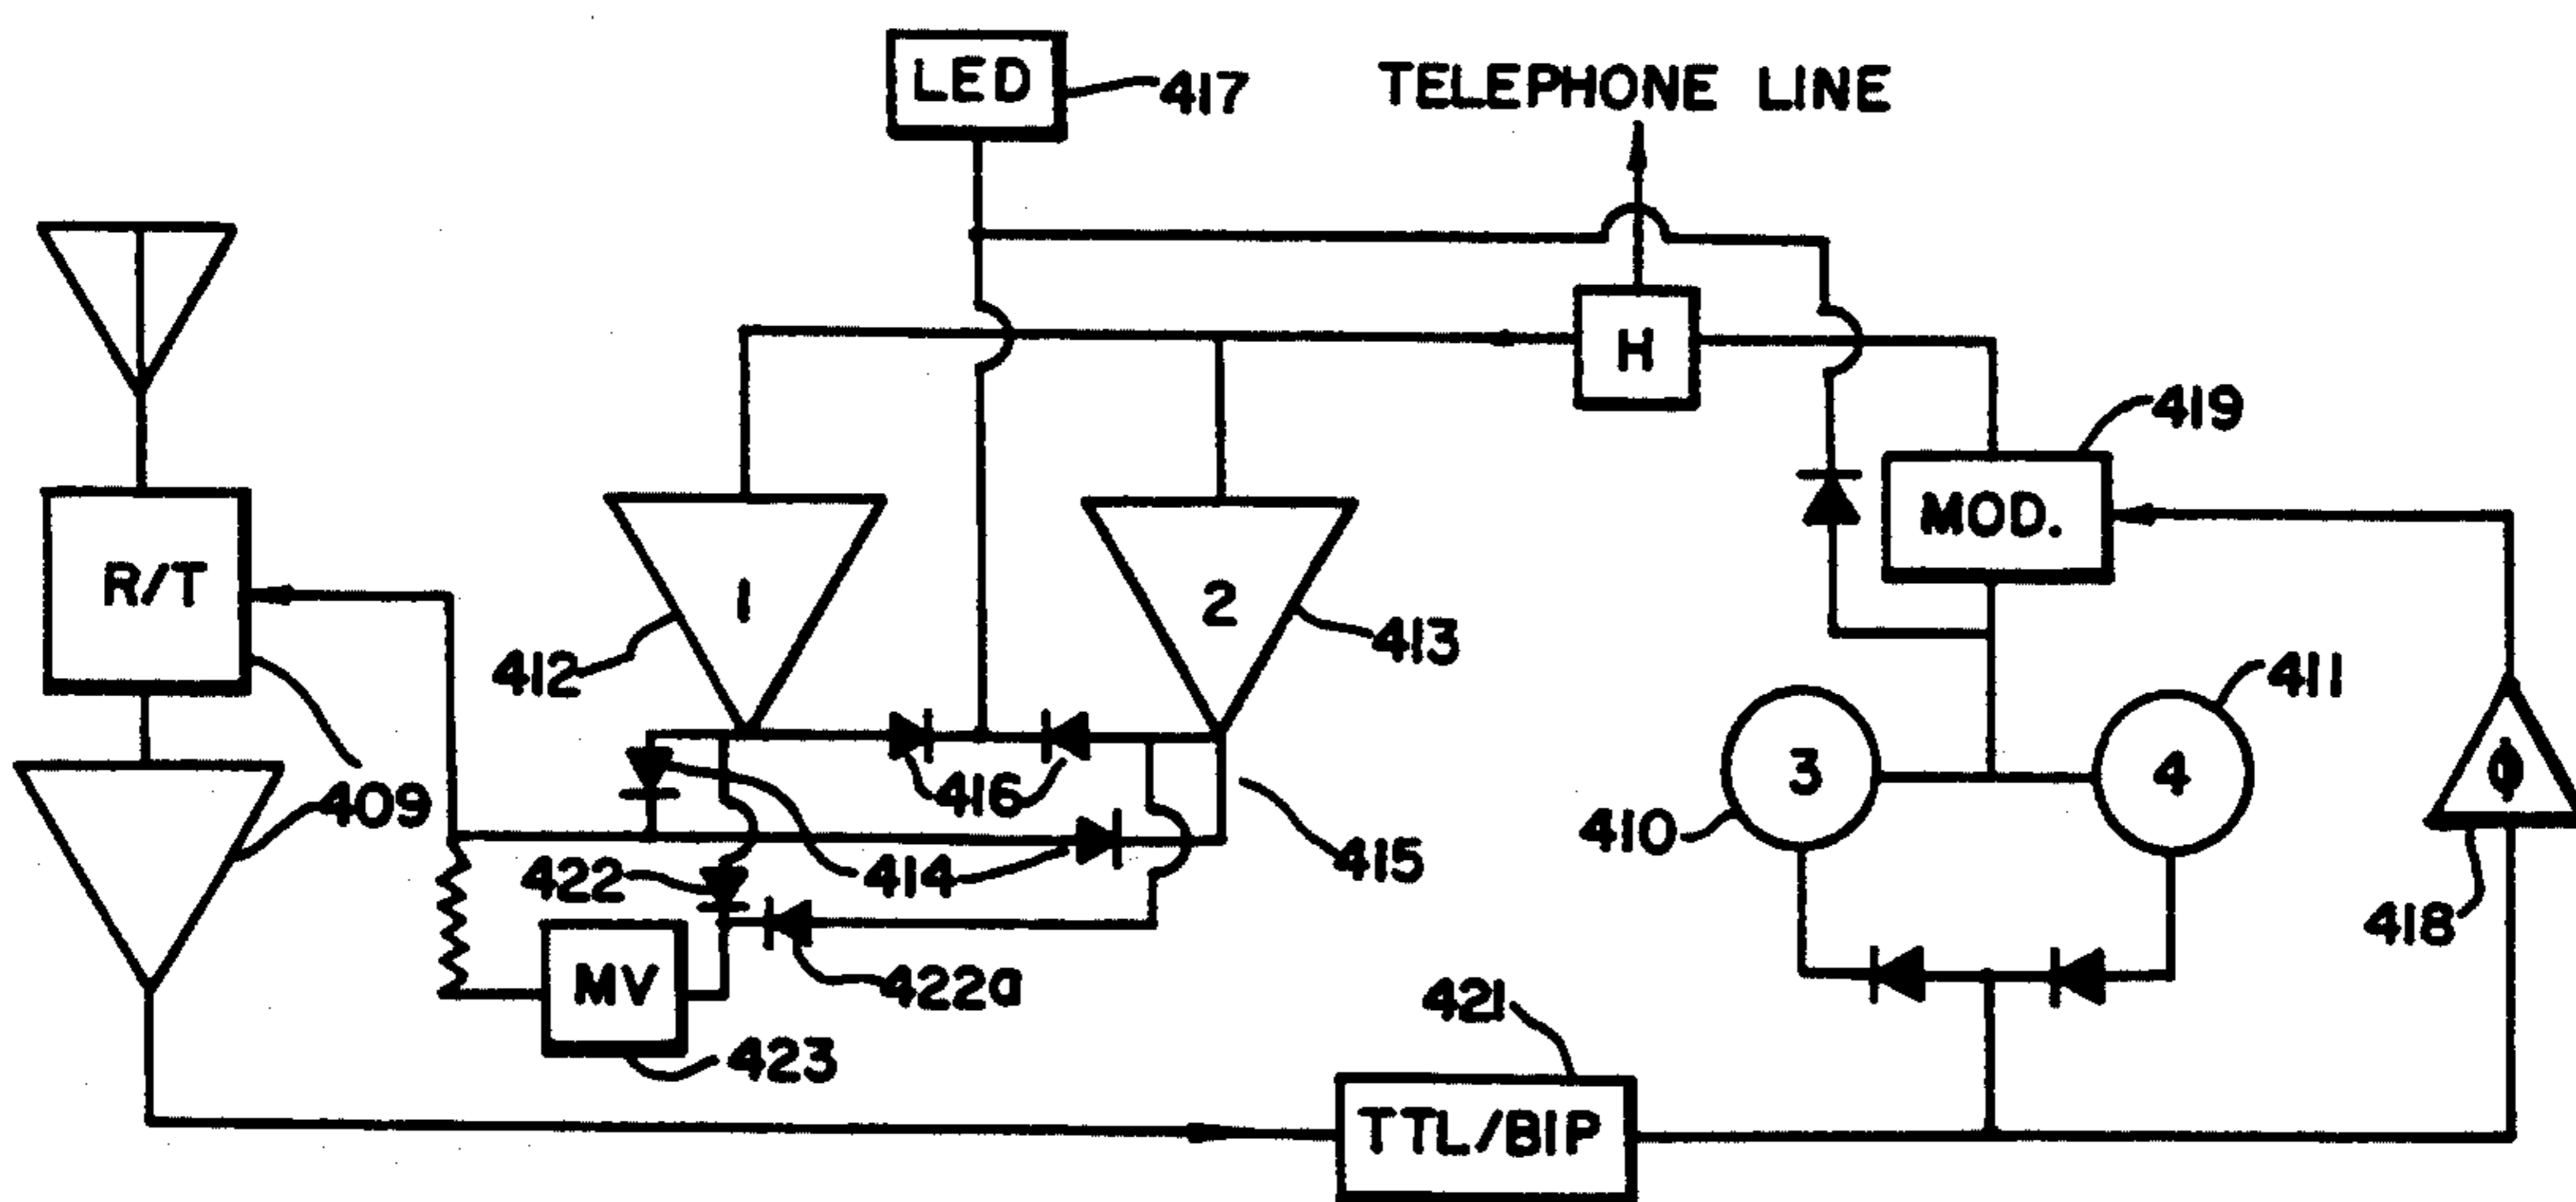 LED
417
TELEPHONE LINE
H
419
MOD.
R/T
1
2
412
413
411
3
4
410
409
416
414
415
422
422a
MV
423
φ
418
421
TTL/BIP